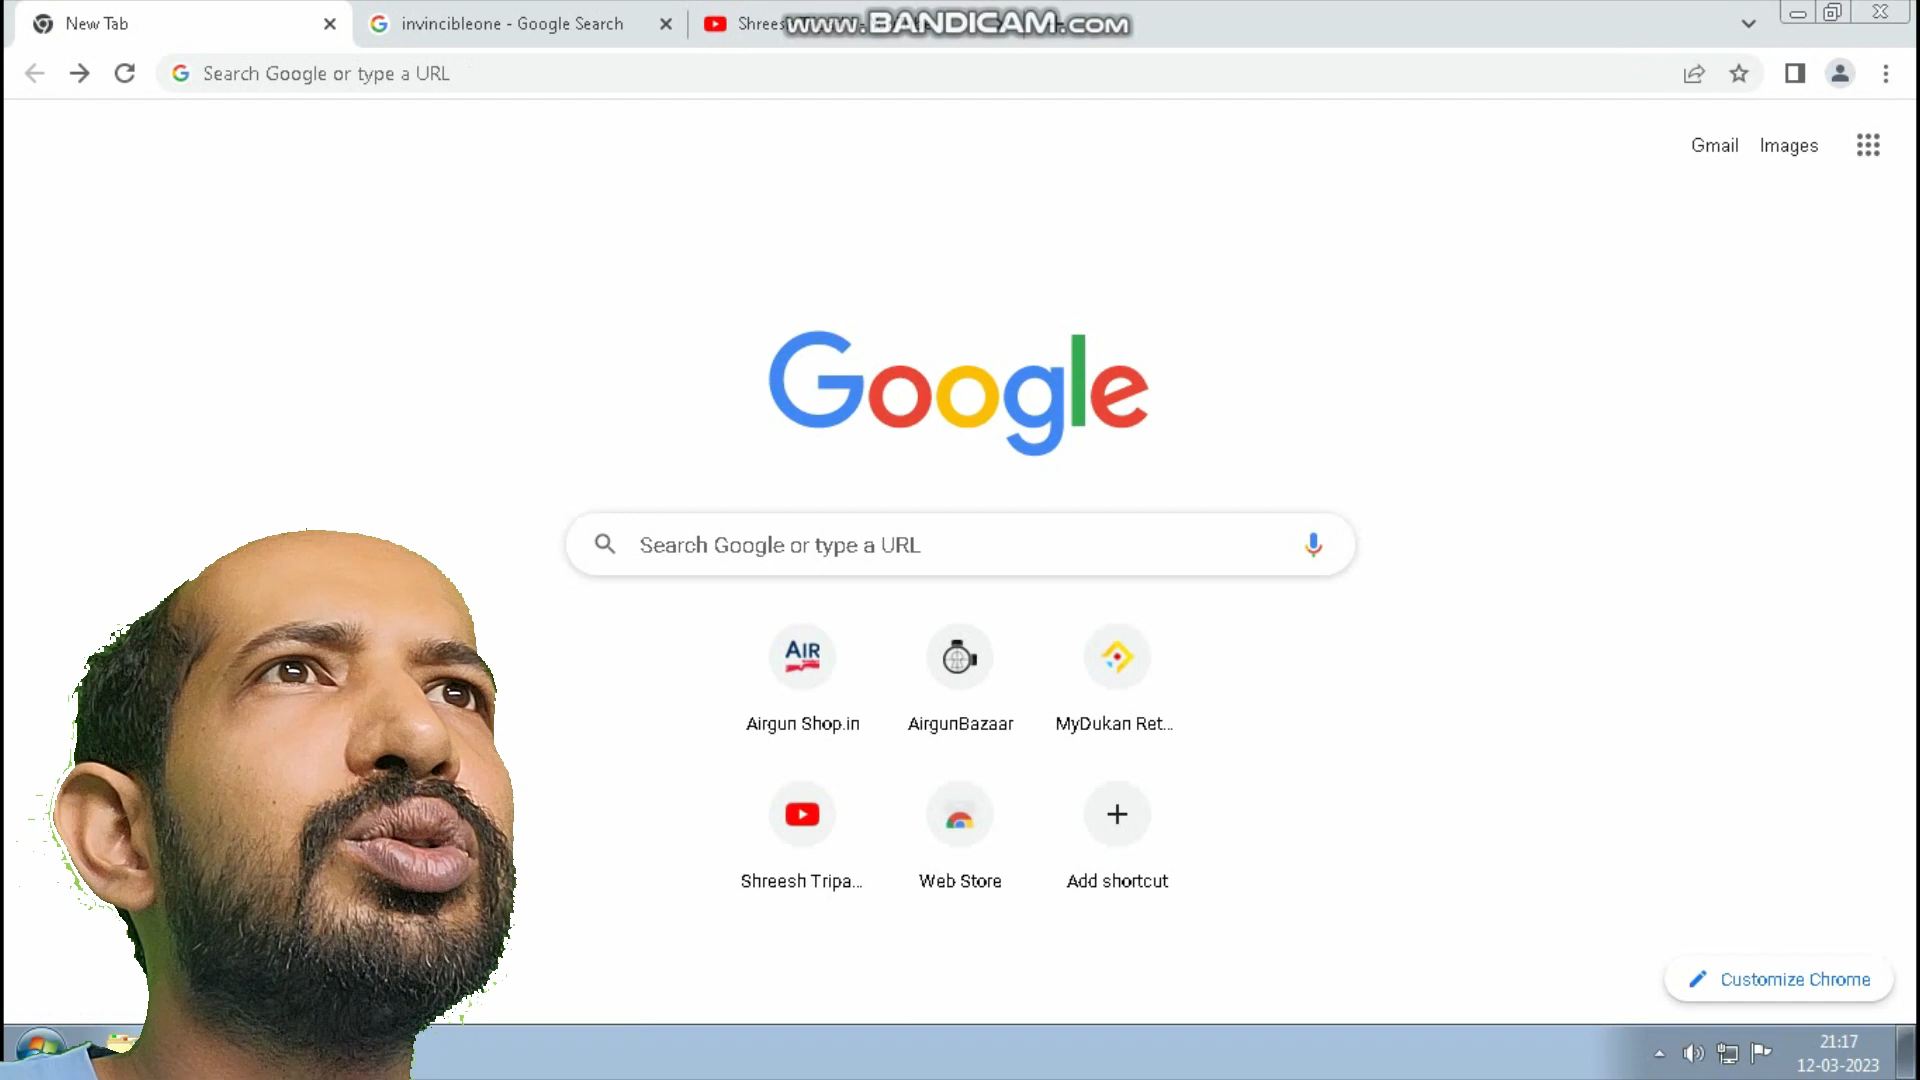 New Tab
invincibleone - Google Search
www.BANDICAM.com
Search Google or type a URL
Gmail
Images
Google
Search Google or type a URL
AIR
Airgun Shop.in
AirgunBazaar
MyDukan Ret...
Shreesh Tripa...
Web Store
Add shortcut
Customize Chrome
21:17
12-03-2023